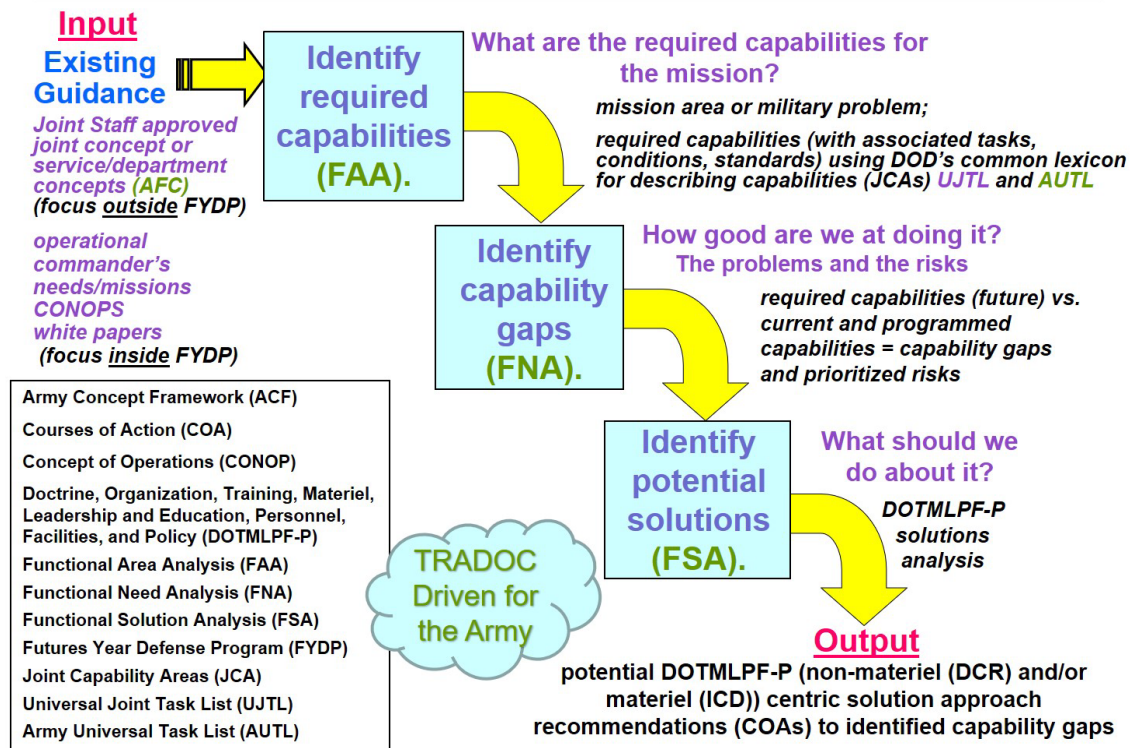 Input
Existing
Guidance
Joint Staff approved
joint concept or
service/department
concepts (AFC)
(focus outside FYDP)
operational
commander's
needs/missions
CONOPS
white papers
(focus inside FYDP)
Identify
required
capabilities
(FAA).
What are the required capabilities for
the mission?
mission area or military problem;
required capabilities (with associated tasks,
conditions, standards) using DOD's common lexicon
for describing capabilities (JCAs) UJTL and AUTL
Identify
capability
gaps
(FNA).
How good are we at doing it?
The problems and the risks
required capabilities (future) vs.
current and programmed
capabilities = capability gaps
and prioritized risks
Identify
potential
solutions
(FSA).
What should we
do about it?
DOTMLPF-P
solutions
analysis
Army Concept Framework (ACF)
Courses of Action (COA)
Concept of Operations (CONOP)
Doctrine, Organization, Training, Materiel,
Leadership and Education, Personnel,
Facilities, and Policy (DOTMLPF-P)
Functional Area Analysis (FAA)
Functional Need Analysis (FNA)
Functional Solution Analysis (FSA)
Futures Year Defense Program (FYDP)
Joint Capability Areas (JCA)
Universal Joint Task List (UJTL)
Army Universal Task List (AUTL)
TRADOC
Driven for
the Army
Output
potential DOTMLPF-P (non-materiel (DCR) and/or
materiel (ICD)) centric solution approach
recommendations (COAs) to identified capability gaps